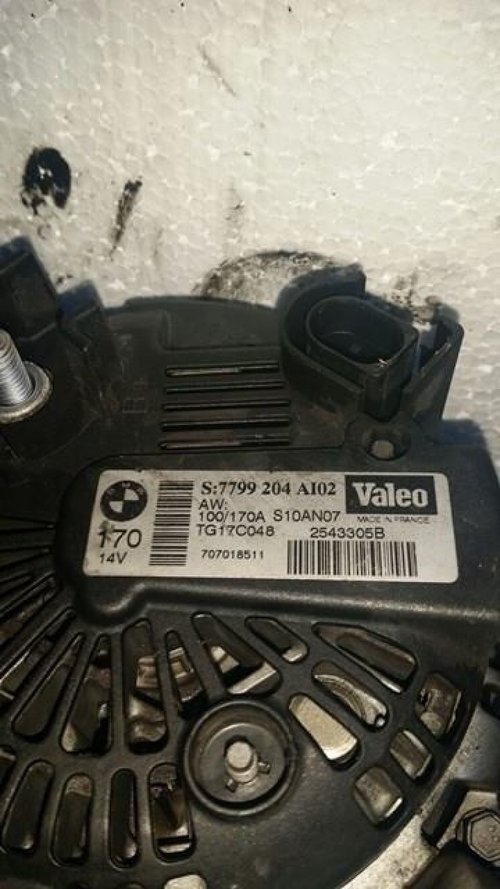 S:7799 204 AI02
Valeo
AW:
100/170A S10AN07
MADE IN FRANCE
170
TG17C048
2543305B
14V
707018511
B+